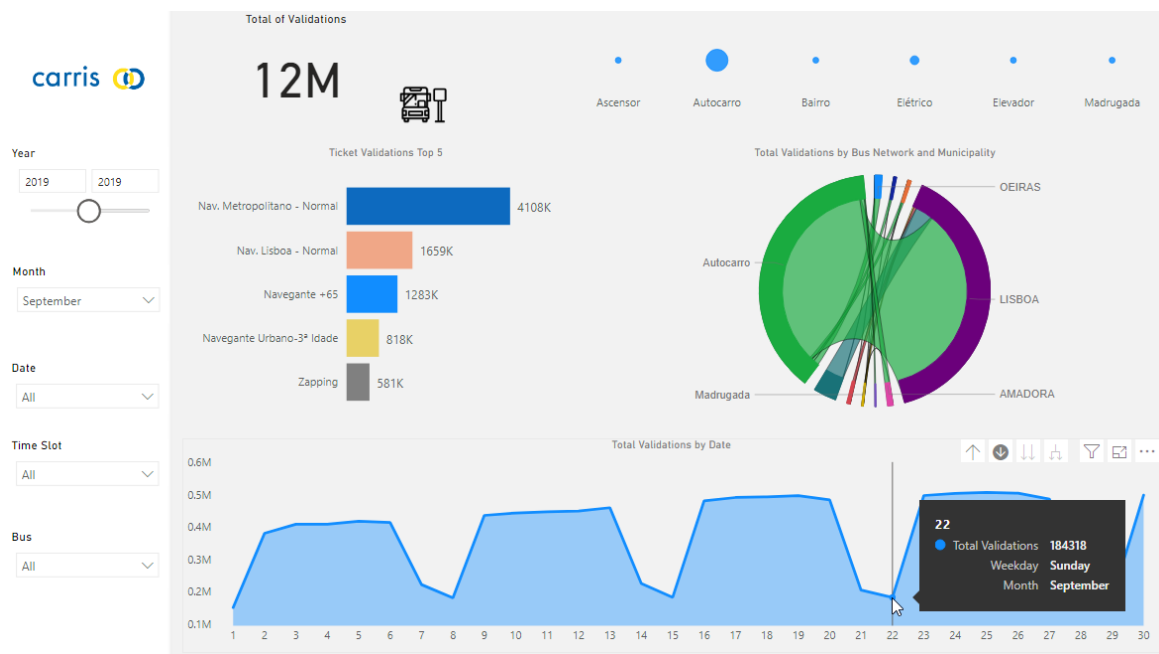 carris
Year
2019 2019
Month
September
Date
All
Time Slot
All
Bus
All
Total of Validations
12M
Ascensor Autocarro Bairro Elétrico Elevador Madrugada
Ticket Validations Top 5
Nav. Metropolitano - Normal 4108K
Nav. Lisboa - Normal 1659K
Navegante +65 1283K
Navegante Urbano-3ª Idade 818K
Zapping 581K
Total Validations by Bus Network and Municipality
OEIRAS
Autocarro
LISBOA
Madrugada
AMADORA
Total Validations by Date
0.6M
0.5M
0.4M
0.3M
0.2M
0.1M
22
Total Validations 184318
Weekday Sunday
Month September
1 2 3 4 5 6 7 8 9 10 11 12 13 14 15 16 17 18 19 20 21 22 23 24 25 26 27 28 29 30